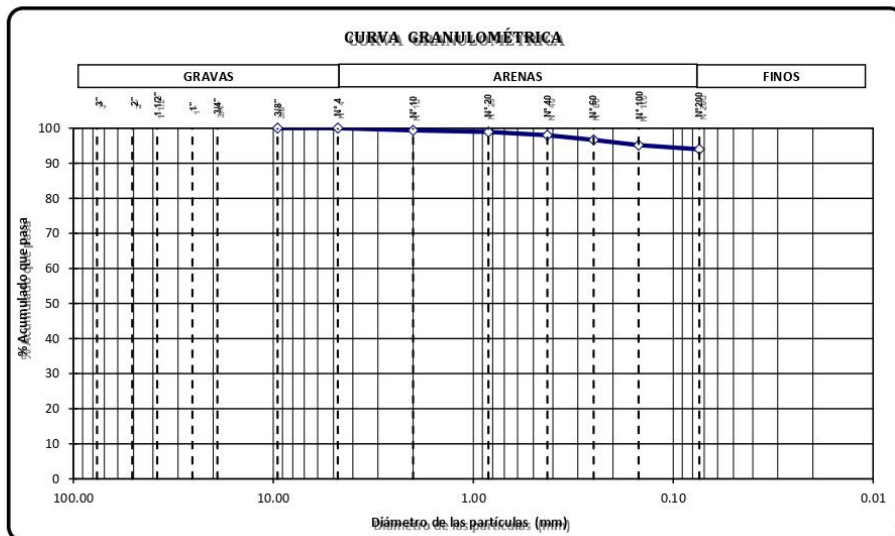 CURVA GRANULOMÉTRICA
GRAVAS ARENAS FINOS
3" 2" 1 1/2" 1" 3/4" 3/8" N° 4 N° 10 N° 20 N° 40 N° 60 N° 100 N°200
100
90
80
70
60
50
40
30
20
10
0
% Acumulado que pasa
100.00 10.00 1.00 0.10 0.01
Diámetro de las partículas (mm)